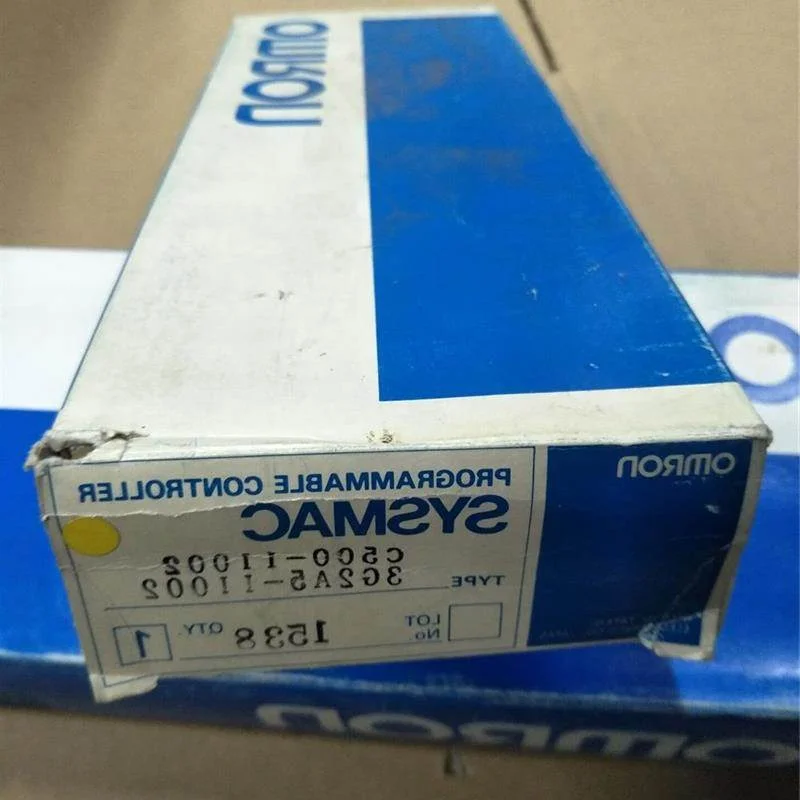 OMRON
OMRON
PROGRAMMABLE CONTROLLER
SYSMAC
C500-II002
TYPE 3G2A5-II002
LOT No. 1538 QTY. 1
OMRON